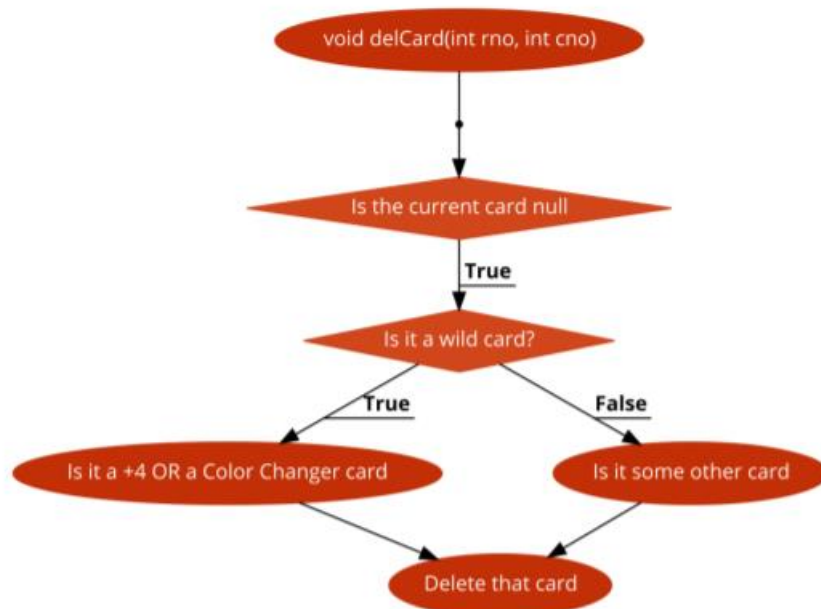 void delCard(int rno, int cno)
Is the current card null
True
Is it a wild card?
True
False
Is it a +4 OR a Color Changer card
Is it some other card
Delete that card